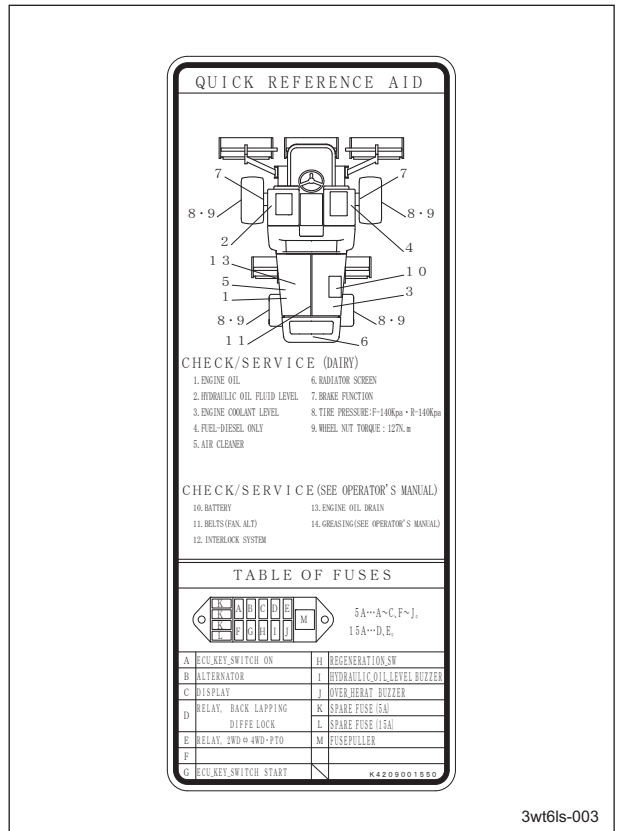 QUICK REFERENCE AID
7 7
8・9 8・9
2 4
13 10
5
1 3
8・9 8・9
11 6
CHECK/SERVICE (DAIRY)
1. ENGINE OIL 6. RADIATOR SCREEN
2. HYDRAULIC OIL FLUID LEVEL 7. BRAKE FUNCTION
3. ENGINE COOLANT LEVEL 8. TIRE PRESSURE:F-140Kpa・R-140Kpa
4. FUEL-DIESEL ONLY 9. WHEEL NUT TORQUE : 127N.m
5. AIR CLEANER
CHECK/SERVICE(SEE OPERATOR'S MANUAL)
10. BATTERY 13. ENGINE OIL DRAIN
11. BELTS(FAN.ALT) 14. GREASING(SEE OPERATOR'S MANUAL)
12. INTERLOCK SYSTEM
TABLE OF FUSES
K A B C D E M
K
K F G H I J
L
5A…A~C,F~J。
15A…D,E。
A ECU_KEY_SWITCH ON H REGENERATION_SW
B ALTERNATOR I HYDRAULIC_OIL_LEVEL BUZZER
C DISPLAY J OVER_HERAT BUZZER
D RELAY, BACK LAPPING K SPARE FUSE (5A)
DIFFE LOCK L SPARE FUSE (15A)
E RELAY, 2WD⇔4WD-PTO M FUSEPULLER
F
G ECU_KEY_SWITCH START K4209001550
3wt6ls-003